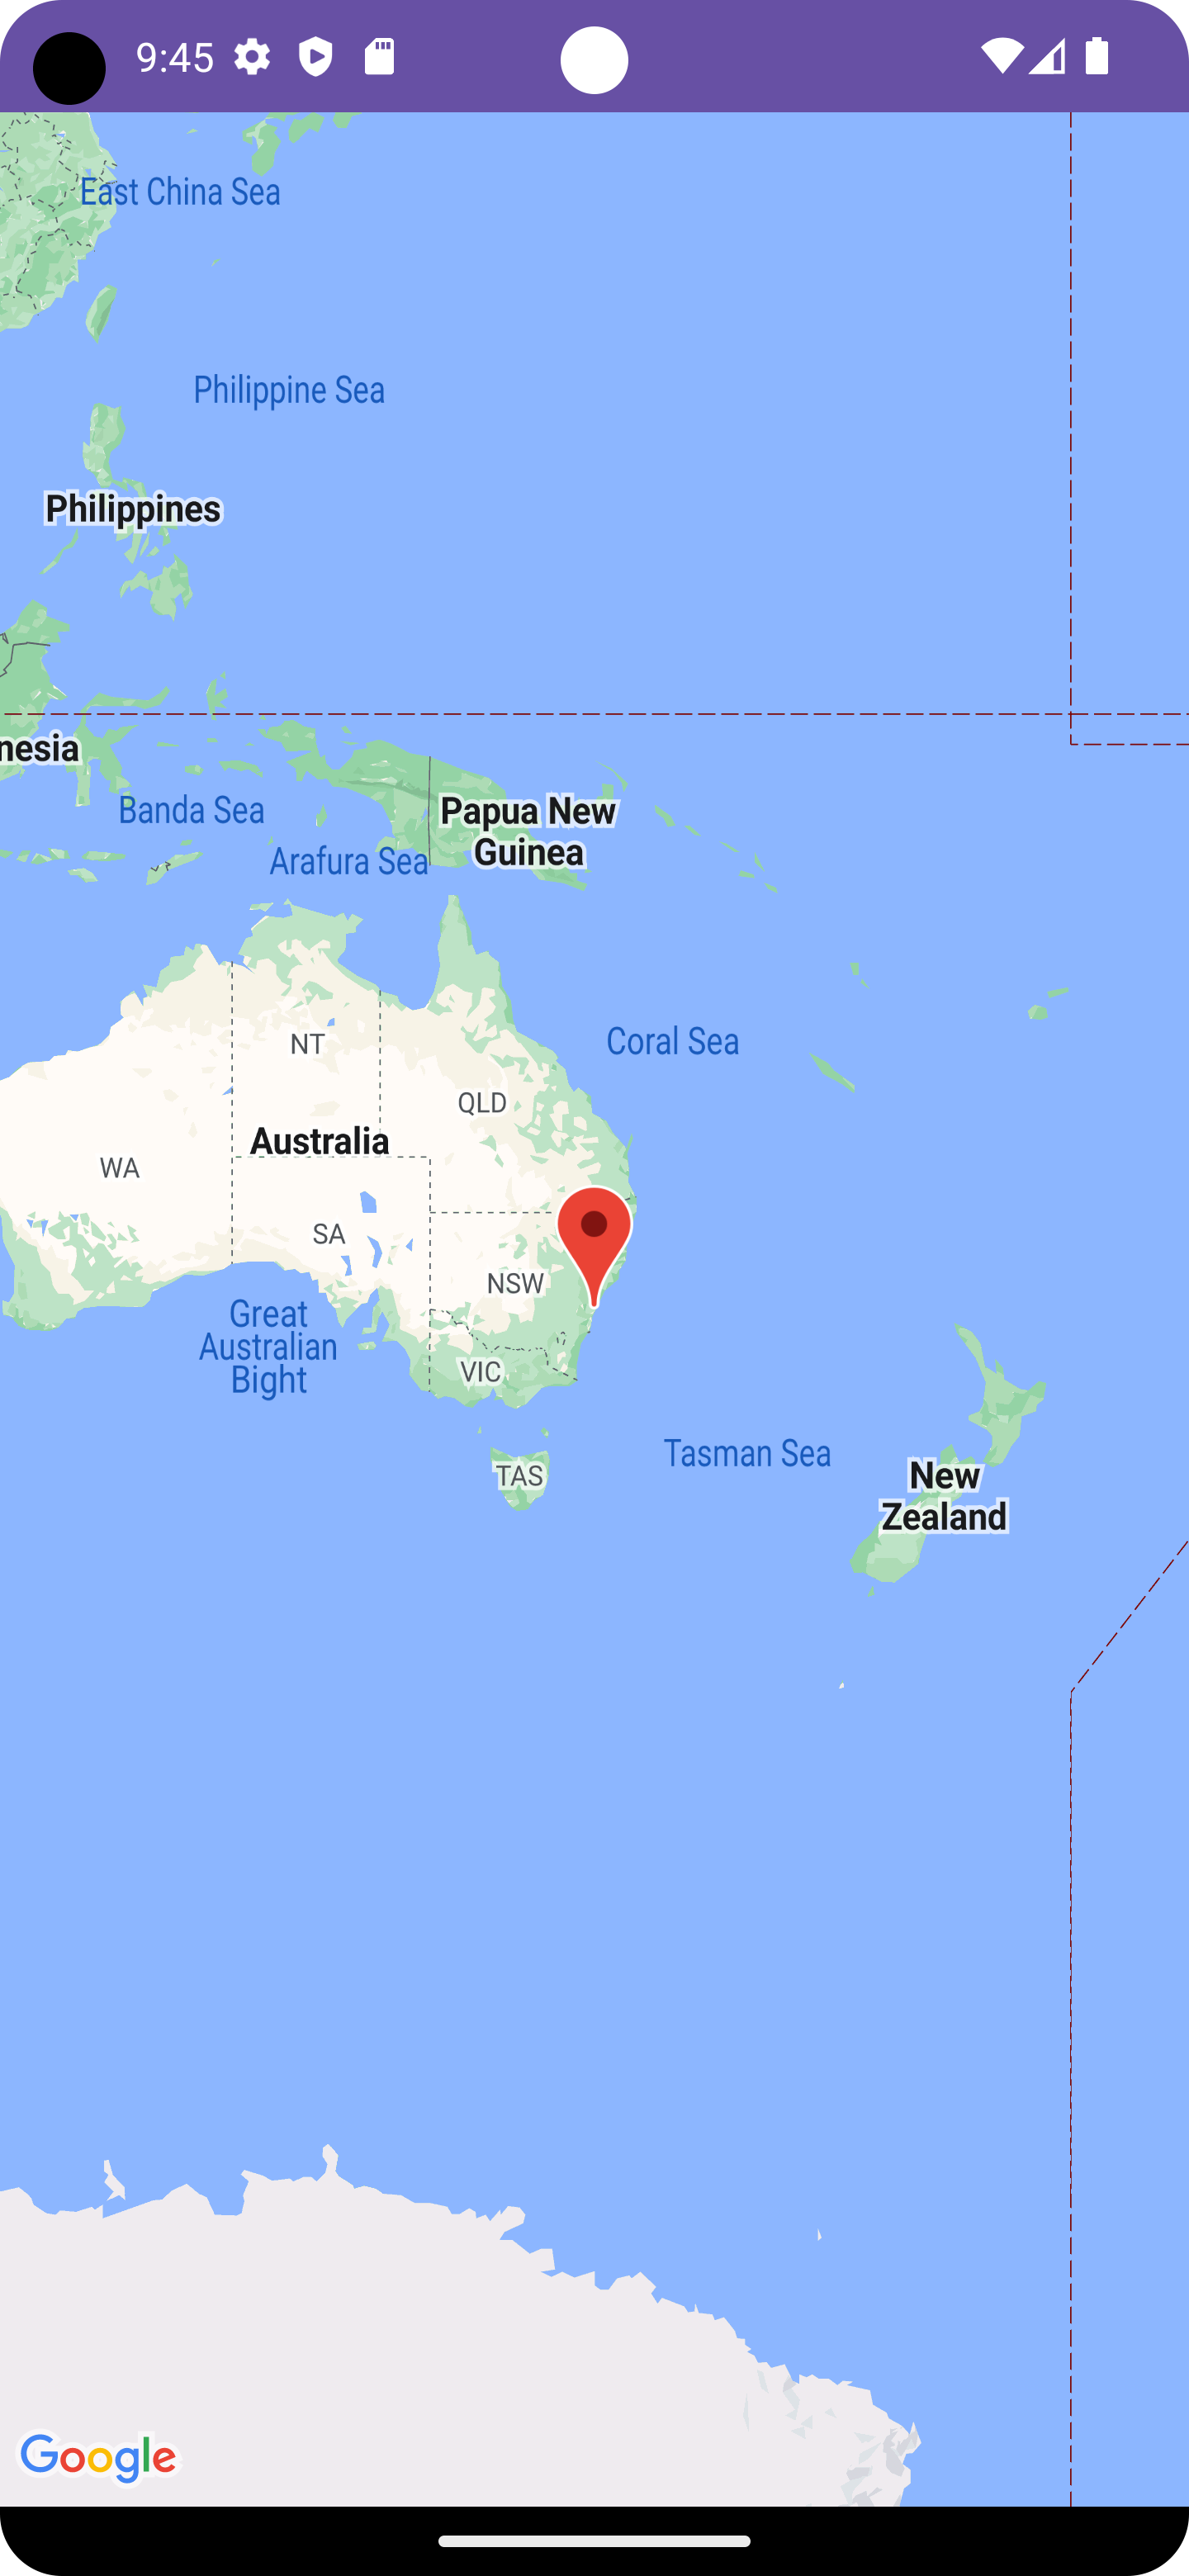 9:45
East China Sea
Philippine Sea
Philippines
nesia
Banda Sea
Papua New
Guinea
Arafura Sea
NT
Coral Sea
QLD
Australia
WA
SA
NSW
Great
Australian
Bight
VIC
Tasman Sea
TAS
New
Zealand
Google